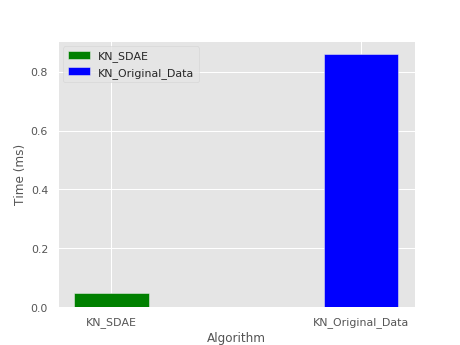 KN_SDAE
KN_Original_Data
0.8
0.6
0.4
0.2
0.0
Time (ms)
KN_SDAE
KN_Original_Data
Algorithm